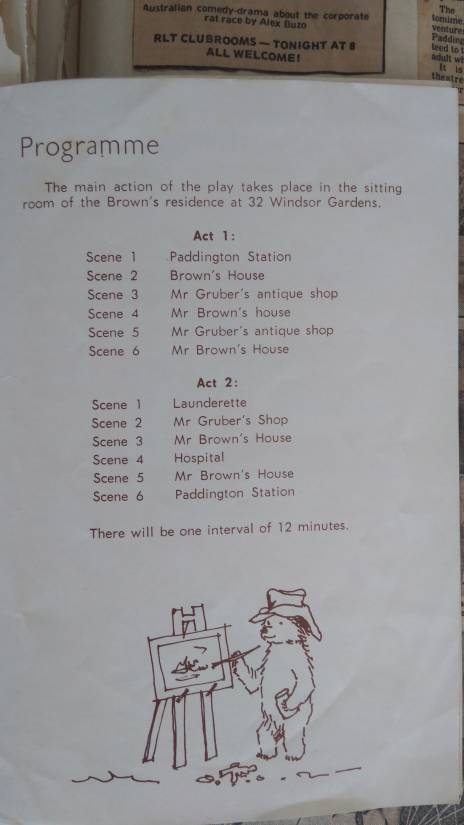 Australian comedy-drama about the corporate
rat race by Alex Buzo
RLT CLUBROOMS — TONIGHT AT 8
ALL WELCOME!
The
tomime
venture
Padding
adult
It is
theatre
Programme
The main action of the play takes place in the sitting
room of the Brown's residence at 32 Windsor Gardens.
Act 1:
Scene 1 Paddington Station
Scene 2 Brown's House
Scene 3 Mr Gruber's antique shop
Scene 4 Mr Brown's house
Scene 5 Mr Gruber's antique shop
Scene 6 Mr Brown's House
Act 2:
Scene 1 Launderette
Scene 2 Mr Gruber's Shop
Scene 3 Mr Brown's House
Scene 4 Hospital
Scene 5 Mr Brown's House
Scene 6 Paddington Station
There will be one interval of 12 minutes.